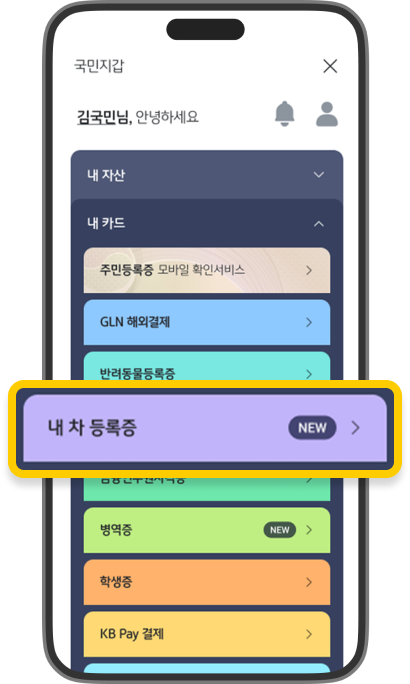 국민지갑
김국민님, 안녕하세요
내 자산
내 카드
주민등록증 모바일 확인서비스
GLN 해외결제
반려동물등록증
내 차 등록증 NEW
병역증 NEW
학생증
KB Pay 결제